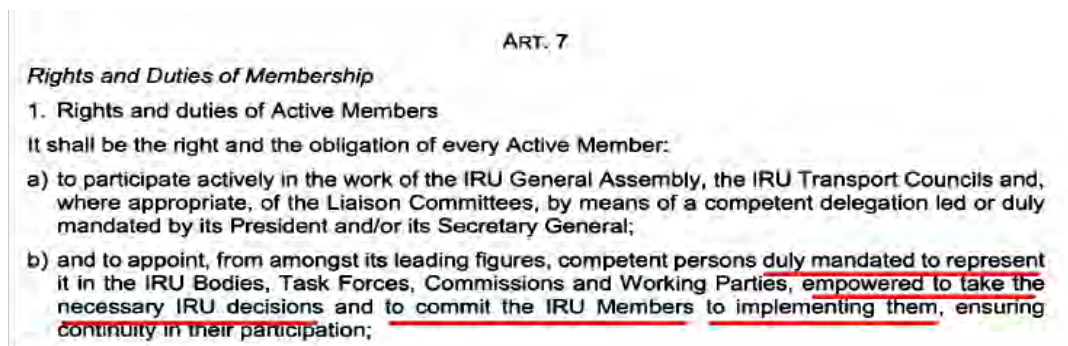 ART. 7
Rights and Duties of Membership
1. Rights and duties of Active Members
It shall be the right and the obligation of every Active Member:
a) to participate actively in the work of the IRU General Assembly, the IRU Transport Councils and,
where appropriate, of the Liaison Committees, by means of a competent delegation led or duly
mandated by its President and/or its Secretary General;
b) and to appoint, from amongst its leading figures, competent persons duly mandated to represent
it in the IRU Bodies, Task Forces, Commissions and Working Parties, empowered to take the
necessary IRU decisions and to commit the IRU Members to implementing them, ensuring
continuity in their participation;